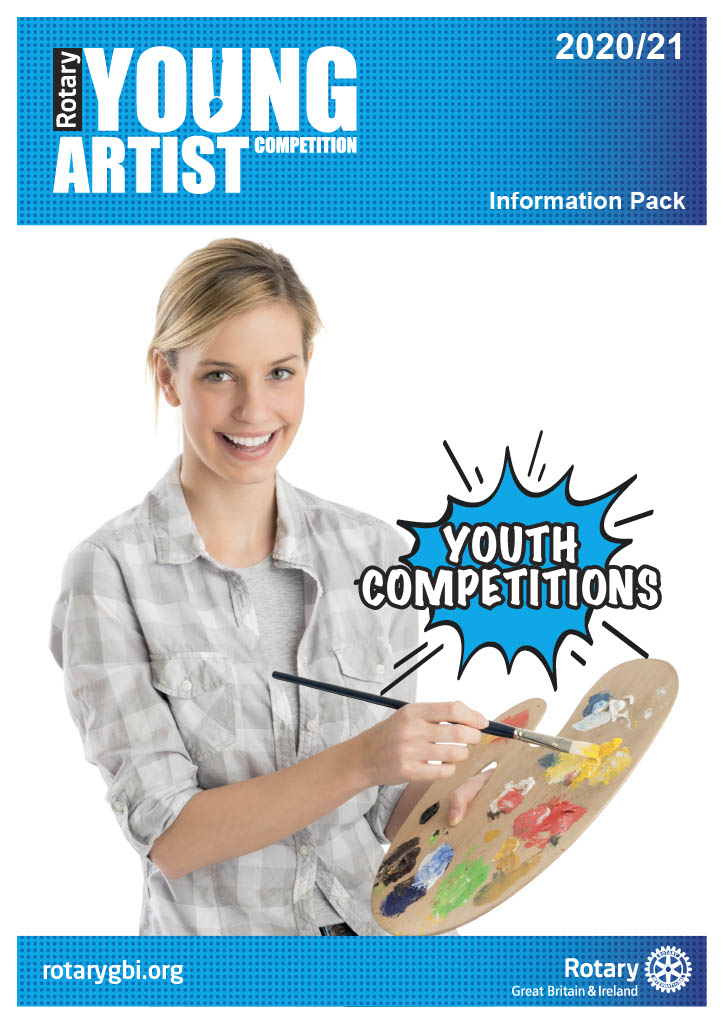 2020/21
Rotary
YOUNG
ARTIST
COMPETITION
Information Pack
YOUTH
COMPETITIONS
rotarygbi.org
Rotary
Great Britain & Ireland